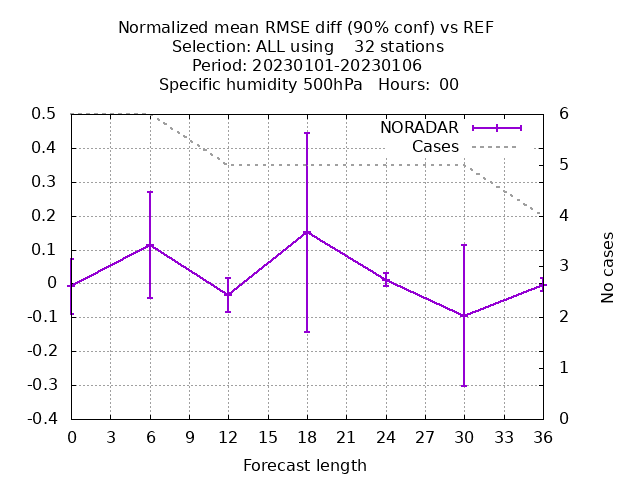 Normalized mean RMSE diff (90% conf) vs REF
Selection: ALL using    32 stations
Period: 20230101-20230106
Specific humidity 500hPa   Hours:  00
NORADAR
Cases
0.5
0.4
0.3
0.2
0.1
0
-0.1
-0.2
-0.3
-0.4
6
5
4
3
2
1
0
No cases
0 3 6 9 12 15 18 21 24 27 30 33 36
Forecast length